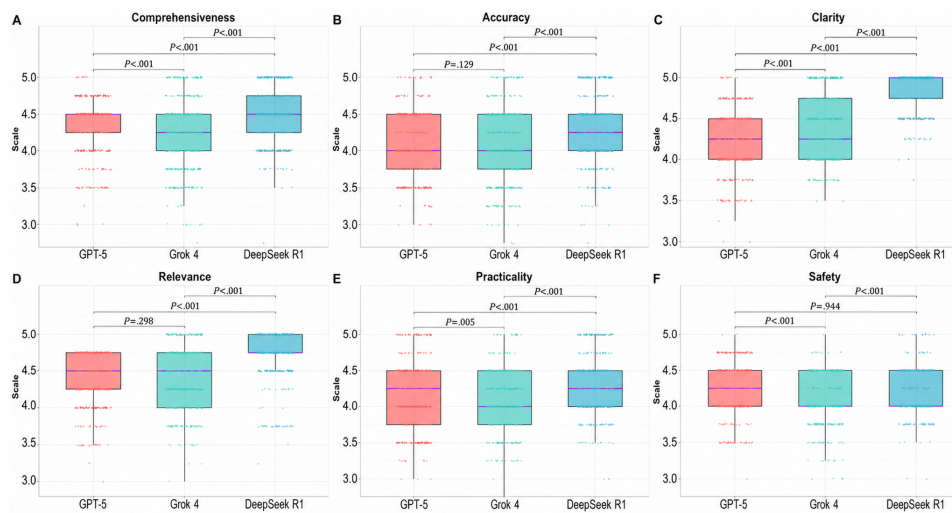 A
Comprehensiveness
P<.001
P<.001
P<.001
Scale
5.0
4.5
4.0
3.5
3.0
GPT-5
Grok 4
DeepSeek R1
B
Accuracy
P<.001
P<.001
P=.129
Scale
5.0
4.5
4.0
3.5
3.0
GPT-5
Grok 4
DeepSeek R1
C
Clarity
P<.001
P<.001
P<.001
Scale
5.0
4.5
4.0
3.5
3.0
GPT-5
Grok 4
DeepSeek R1
D
Relevance
P<.001
P<.001
P=.298
Scale
5.0
4.5
4.0
3.5
3.0
GPT-5
Grok 4
DeepSeek R1
E
Practicality
P<.001
P<.001
P=.005
Scale
5.0
4.5
4.0
3.5
3.0
GPT-5
Grok 4
DeepSeek R1
F
Safety
P<.001
P=.944
P<.001
Scale
5.0
4.5
4.0
3.5
3.0
GPT-5
Grok 4
DeepSeek R1